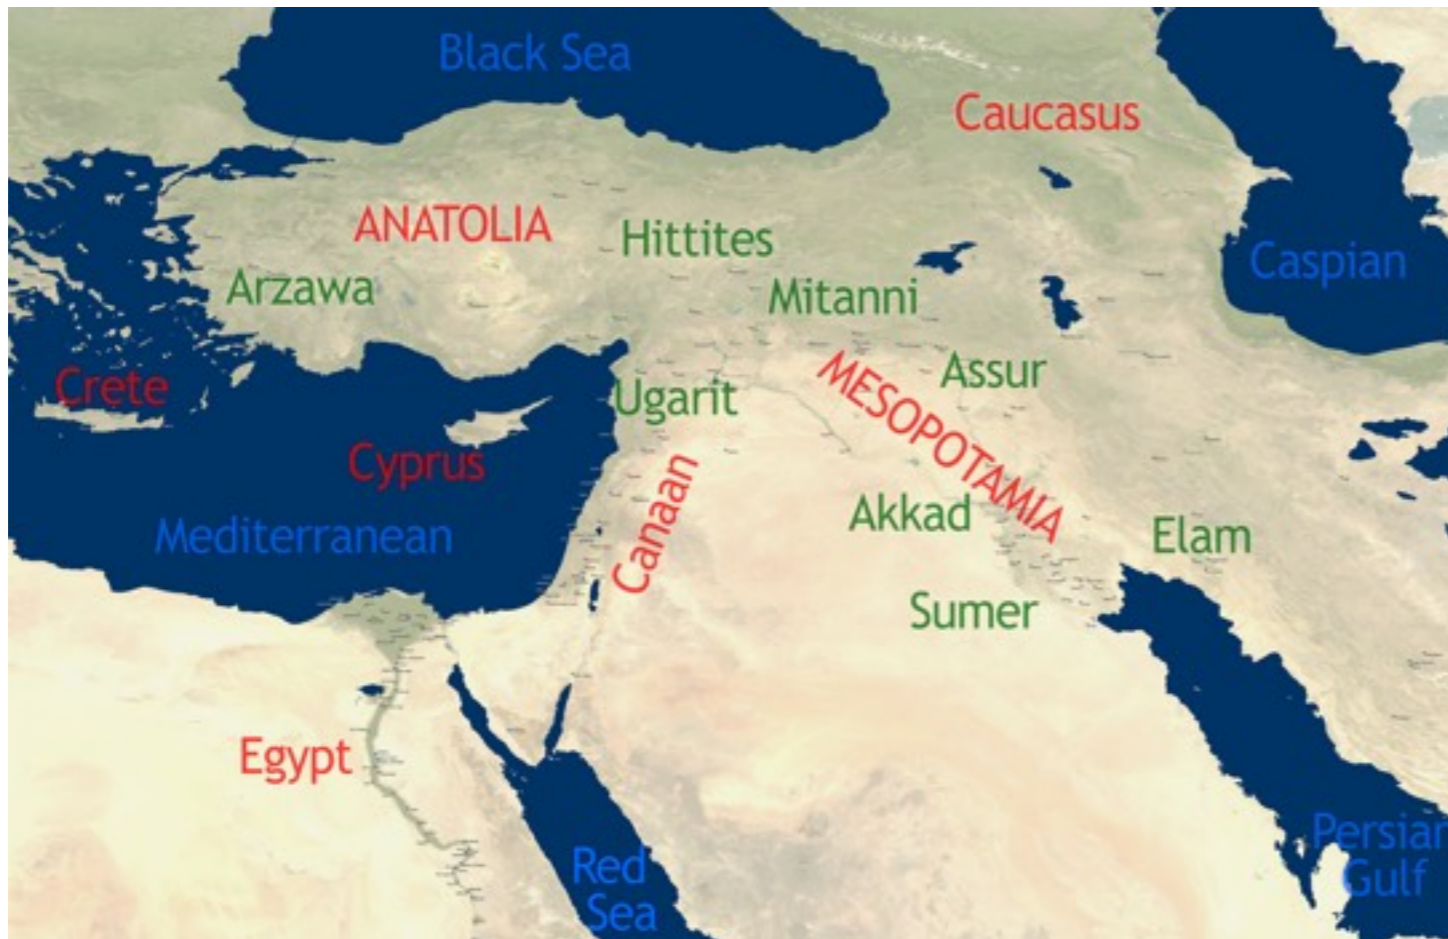 Black Sea
Caucasus
ANATOLIA
Hittites
Caspian
Arzawa
Mitanni
Crete
Ugarit
MESOPOTAMIA
Assur
Cyprus
Canaan
Mediterranean
Akkad
Elam
Sumer
Egypt
Red
Sea
Persian
Gulf